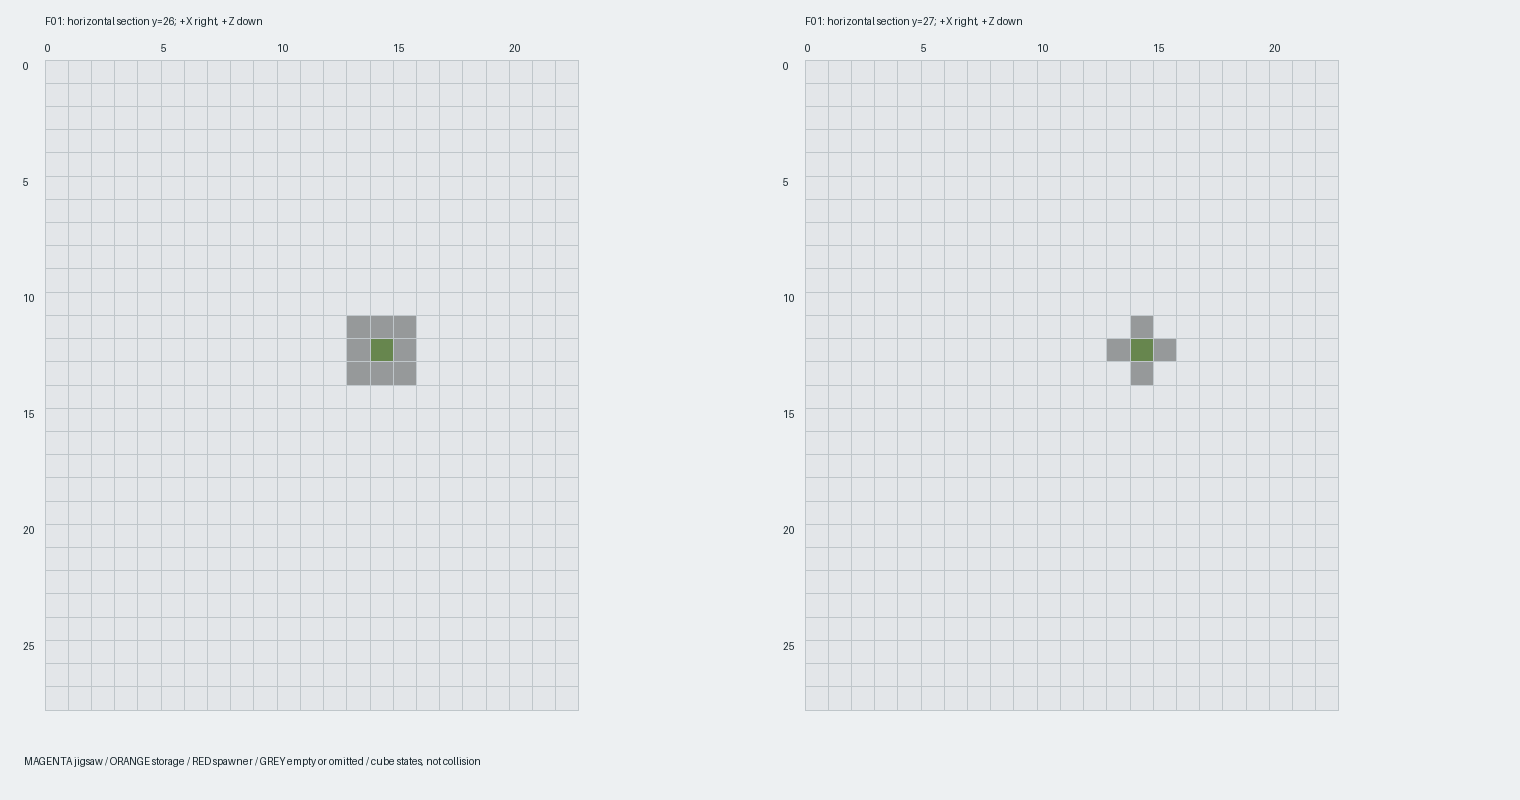 F01: horizontal section y=26; +X right, +Z down
F01: horizontal section y=27; +X right, +Z down
0 5 10 15 20
0 5 10 15 20
0 0
5 5
10 10
15 15
20 20
25 25
MAGENTA jigsaw / ORANGE storage / RED spawner / GREY empty or omitted / cube states, not collision